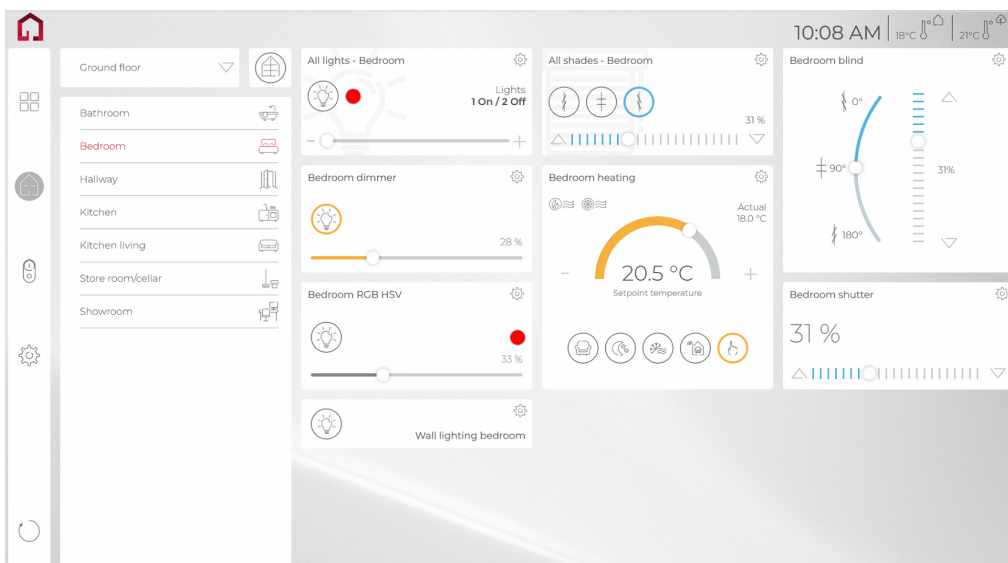 10:08 AM
18°C
21°C
Ground floor
Bathroom
Bedroom
Hallway
Kitchen
Kitchen living
Store room/cellar
Showroom
All lights - Bedroom
Lights
1 On / 2 Off
- +
Bedroom dimmer
28 %
Bedroom RGB HSV
33 %
Wall lighting bedroom
All shades - Bedroom
31 %
Bedroom heating
Actual
18.0 °C
- 20.5 °C +
Setpoint temperature
Bedroom blind
0°
90°
31%
180°
Bedroom shutter
31 %